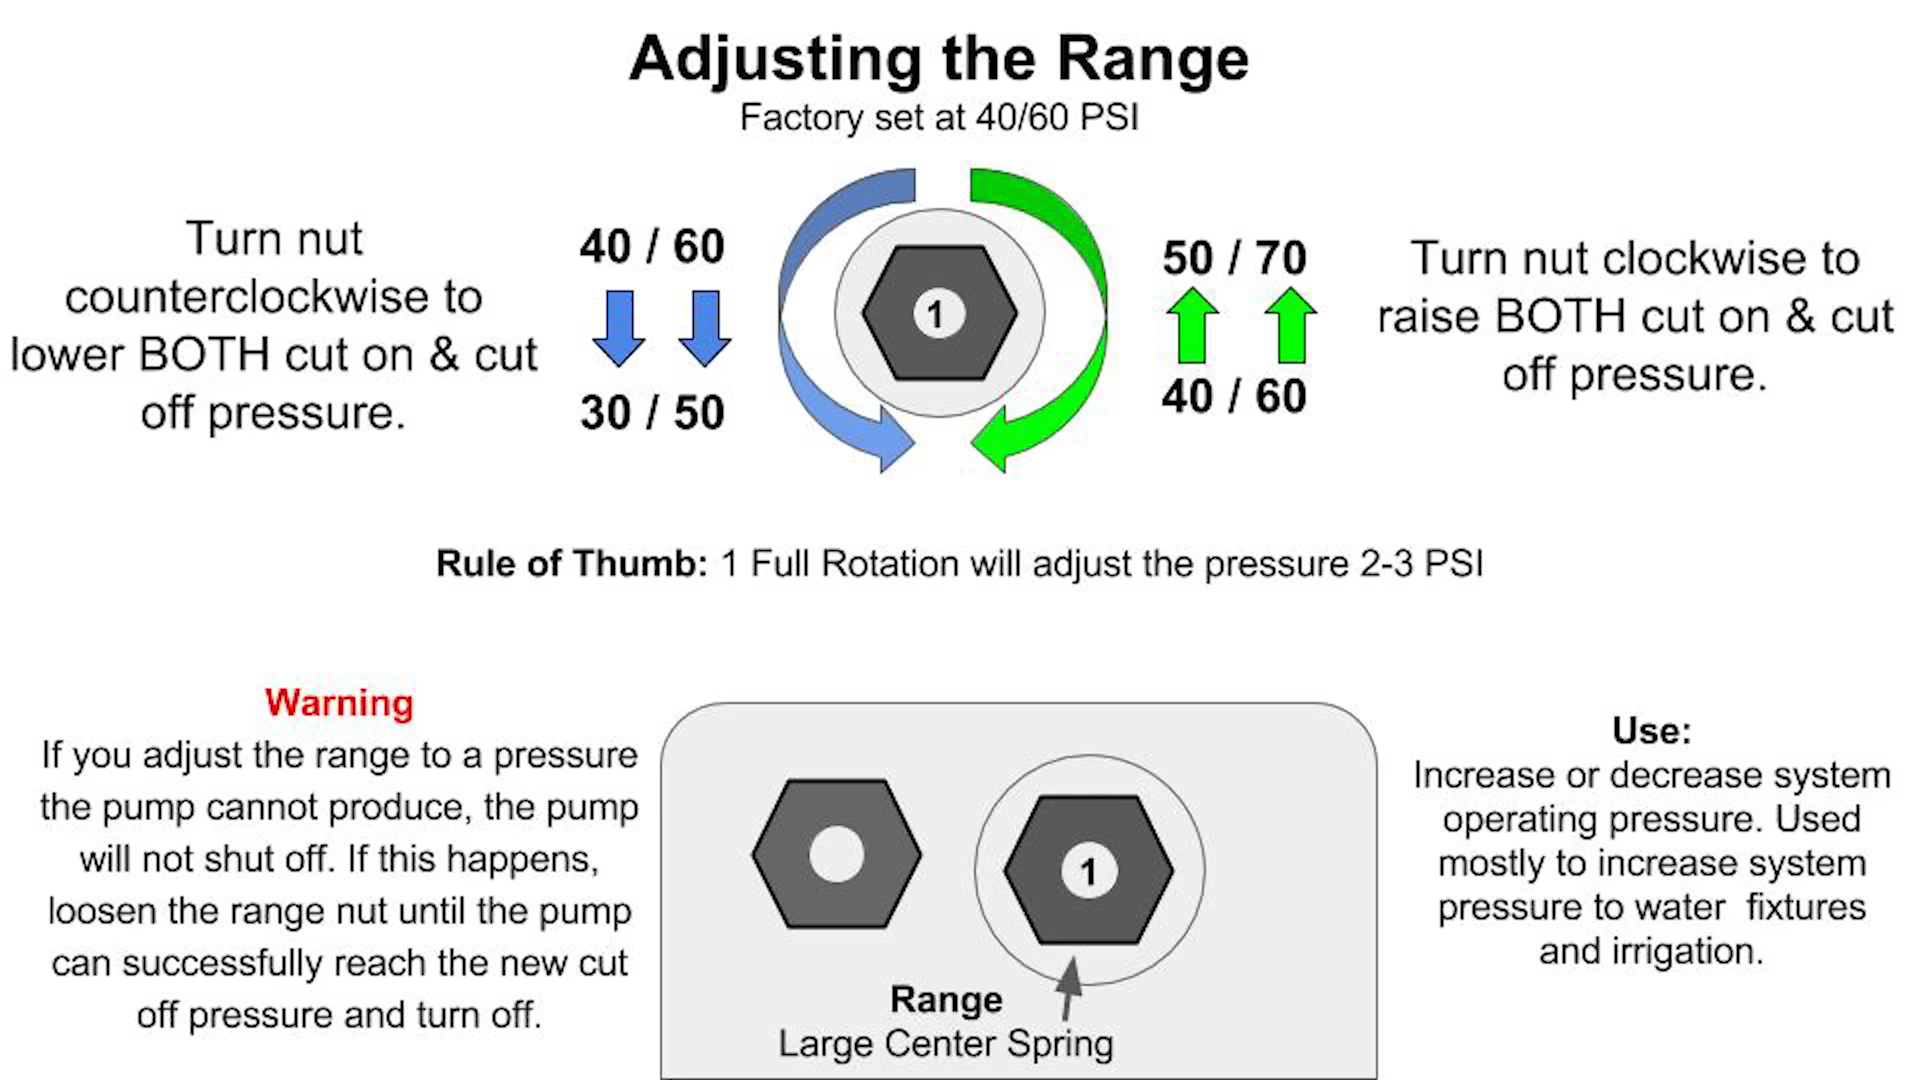 Adjusting the Range
Factory set at 40/60 PSI
Turn nut
counterclockwise to
lower BOTH cut on & cut
off pressure.
40 / 60
30 / 50
1
50 / 70
40 / 60
Turn nut clockwise to
raise BOTH cut on & cut
off pressure.
Rule of Thumb: 1 Full Rotation will adjust the pressure 2-3 PSI
Warning
If you adjust the range to a pressure
the pump cannot produce, the pump
will not shut off. If this happens,
loosen the range nut until the pump
can successfully reach the new cut
off pressure and turn off.
1
Range
Large Center Spring
Use:
Increase or decrease system
operating pressure. Used
mostly to increase system
pressure to water fixtures
and irrigation.